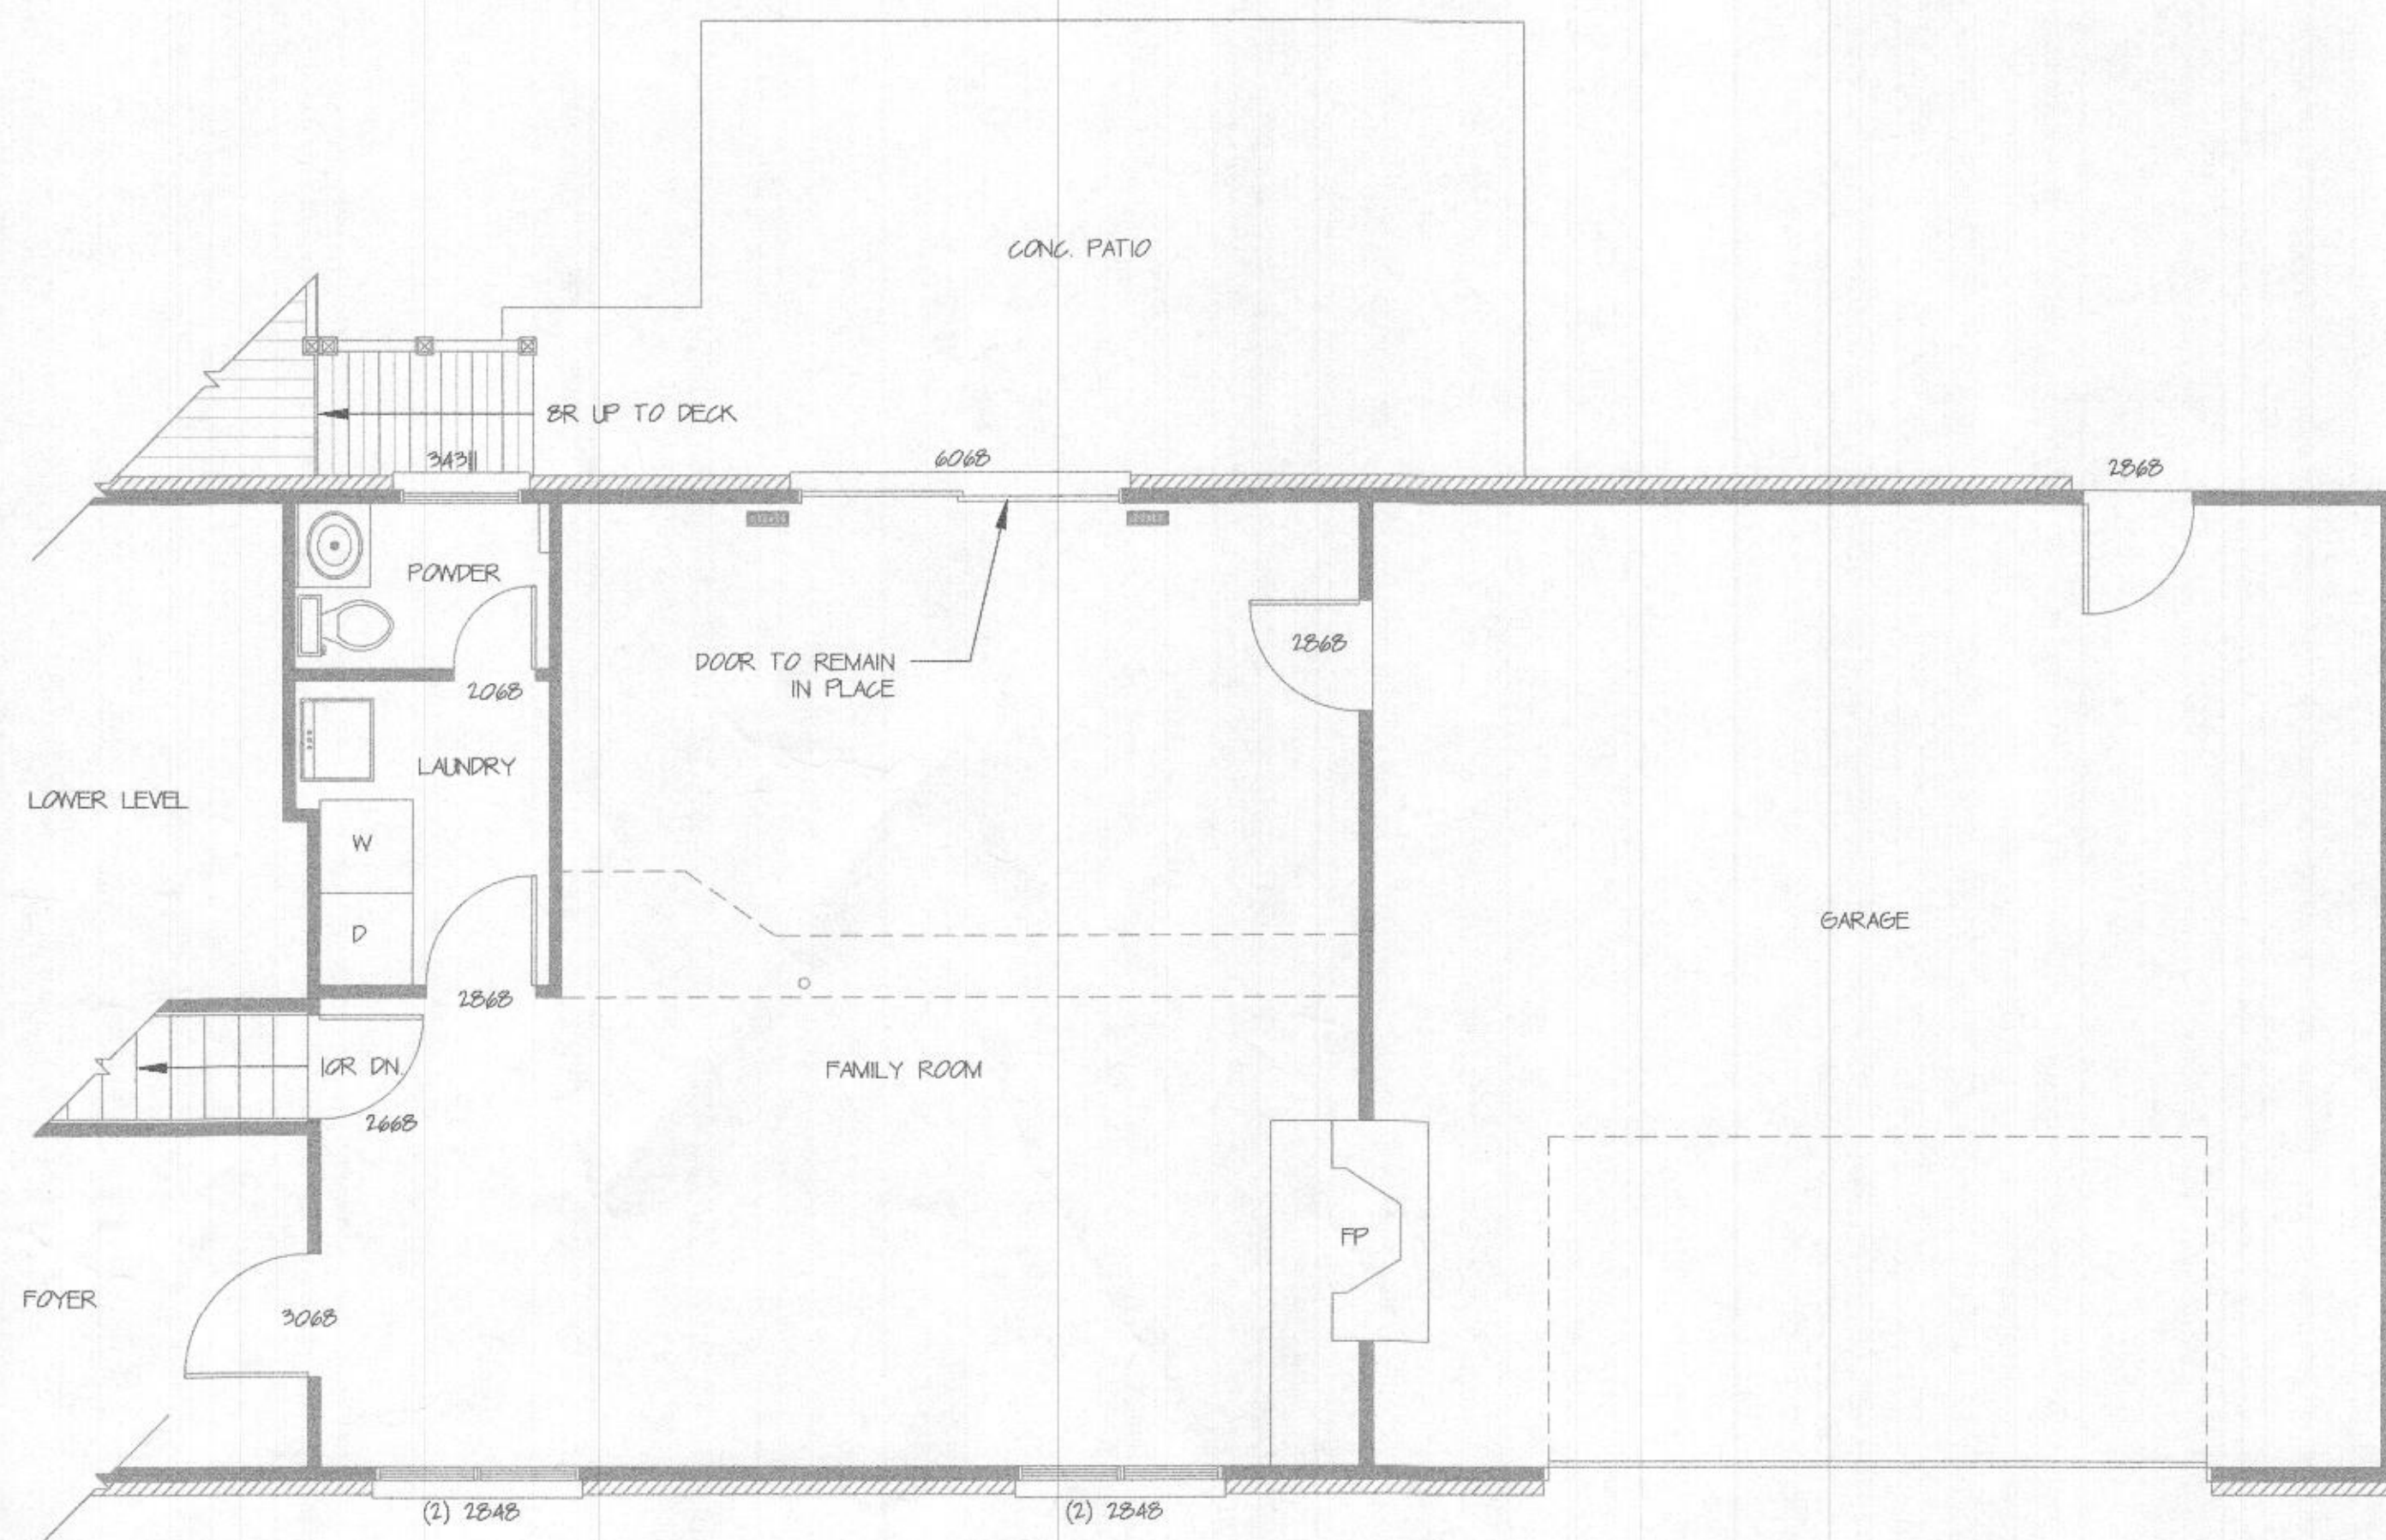 CONC. PATIO
8R UP TO DECK
34311
6068
2868
POWDER
2868
DOOR TO REMAIN
IN PLACE
2068
LAUNDRY
LOWER LEVEL
W
GARAGE
D
2868
10R DN.
FAMILY ROOM
2668
FP
FOYER
3068
(2) 2848
(2) 2848